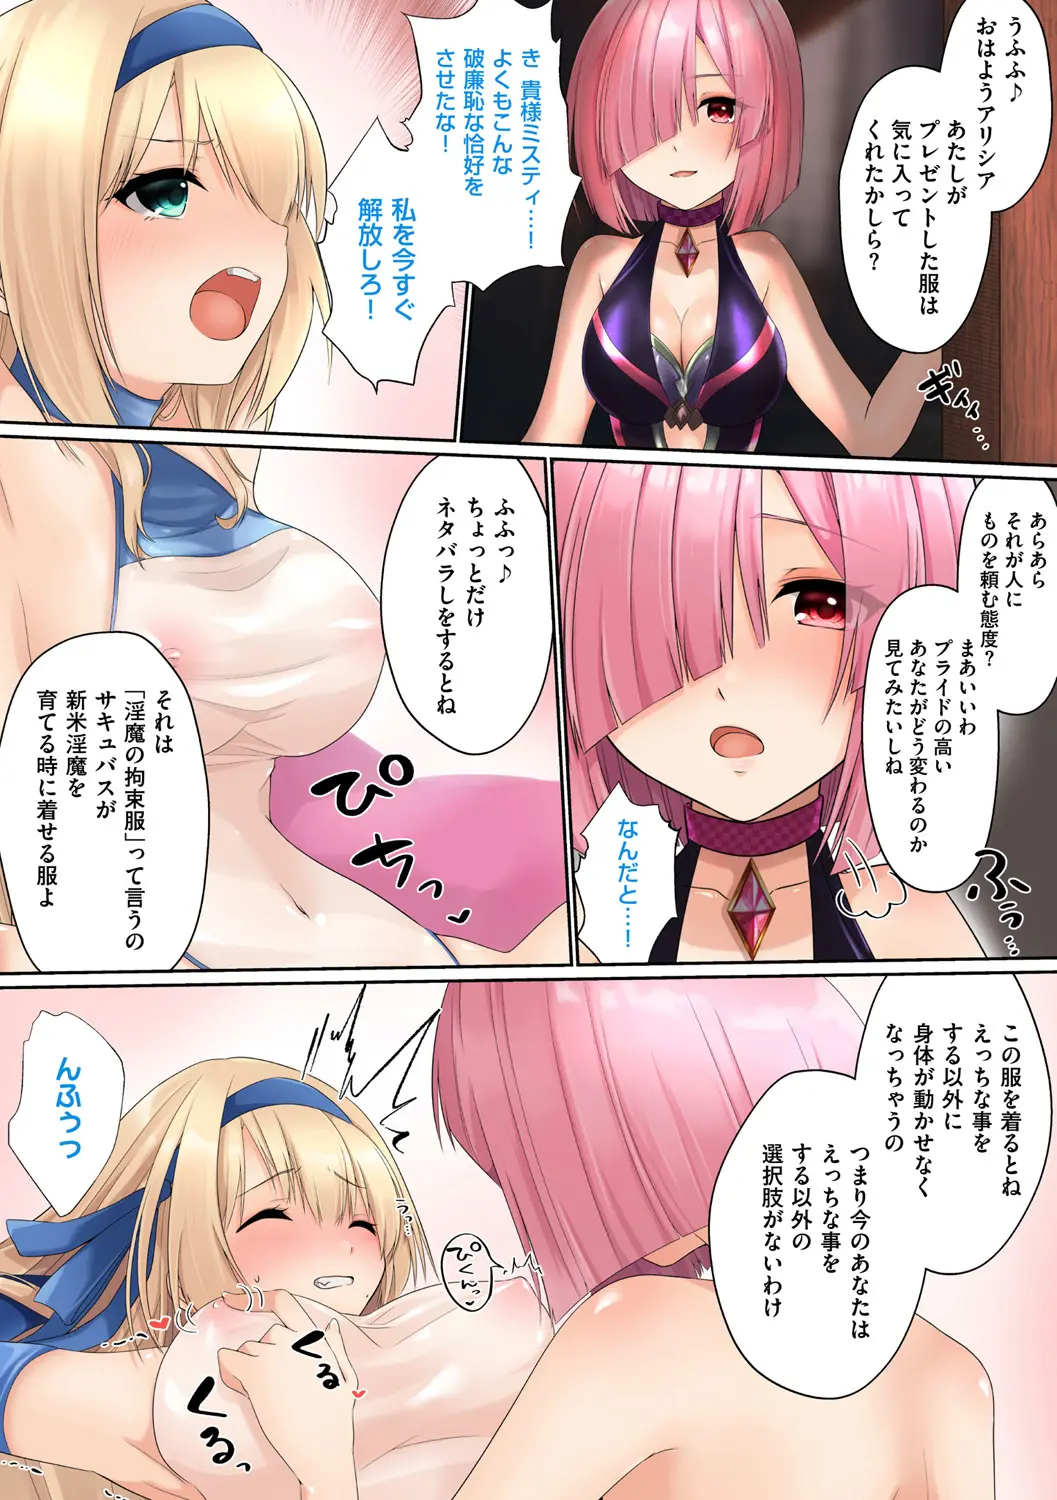 うふふ♪
おはようアリシア
あたしが
プレゼントした服は
気に入って
くれたかしら？
ギィィ…
き 貴様ミスティ…！
よくもこんな
破廉恥な恰好を
させたな！
私を今すぐ
解放しろ！
あらあら
それが人に
ものを頼む態度？
まあいいわ
プライドの高い
あなたがどう変わるのか
見てみたいしね
ふぅ…
なんだと…！
ふふっ♪
ちょっとだけ
ネタバラしをするとね
それは
「淫魔の拘束服」って言うの
サキュバスが
新米淫魔を
育てる時に着せる服よ
ぴちっ
この服を着るとね
えっちな事を
する以外に
身体が動かせなく
なっちゃうの
つまり今のあなたは
えっちな事を
する以外の
選択肢がないわけ
んふぅっ
うっ…
ぴくんっ
くる
くるっ